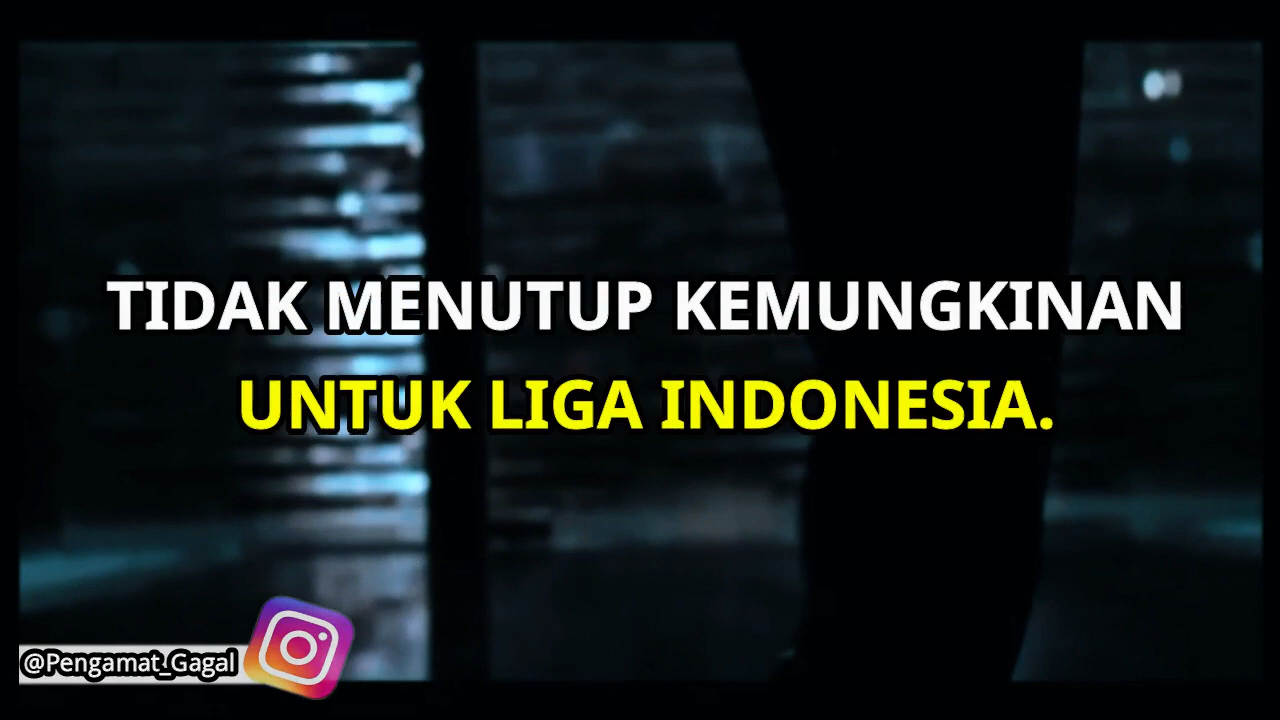 TIDAK MENUTUP KEMUNGKINAN
UNTUK LIGA INDONESIA.
@Pengamat_Gagal